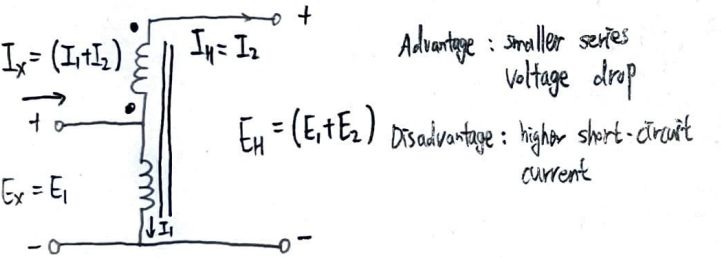 +
I_X = (I_1+I_2)
I_H = I_2
Advantage : smaller series
voltage drop
+
E_H = (E_1+E_2)
Disadvantage : higher short-circuit
current
E_X = E_1
↓I_1
-
-